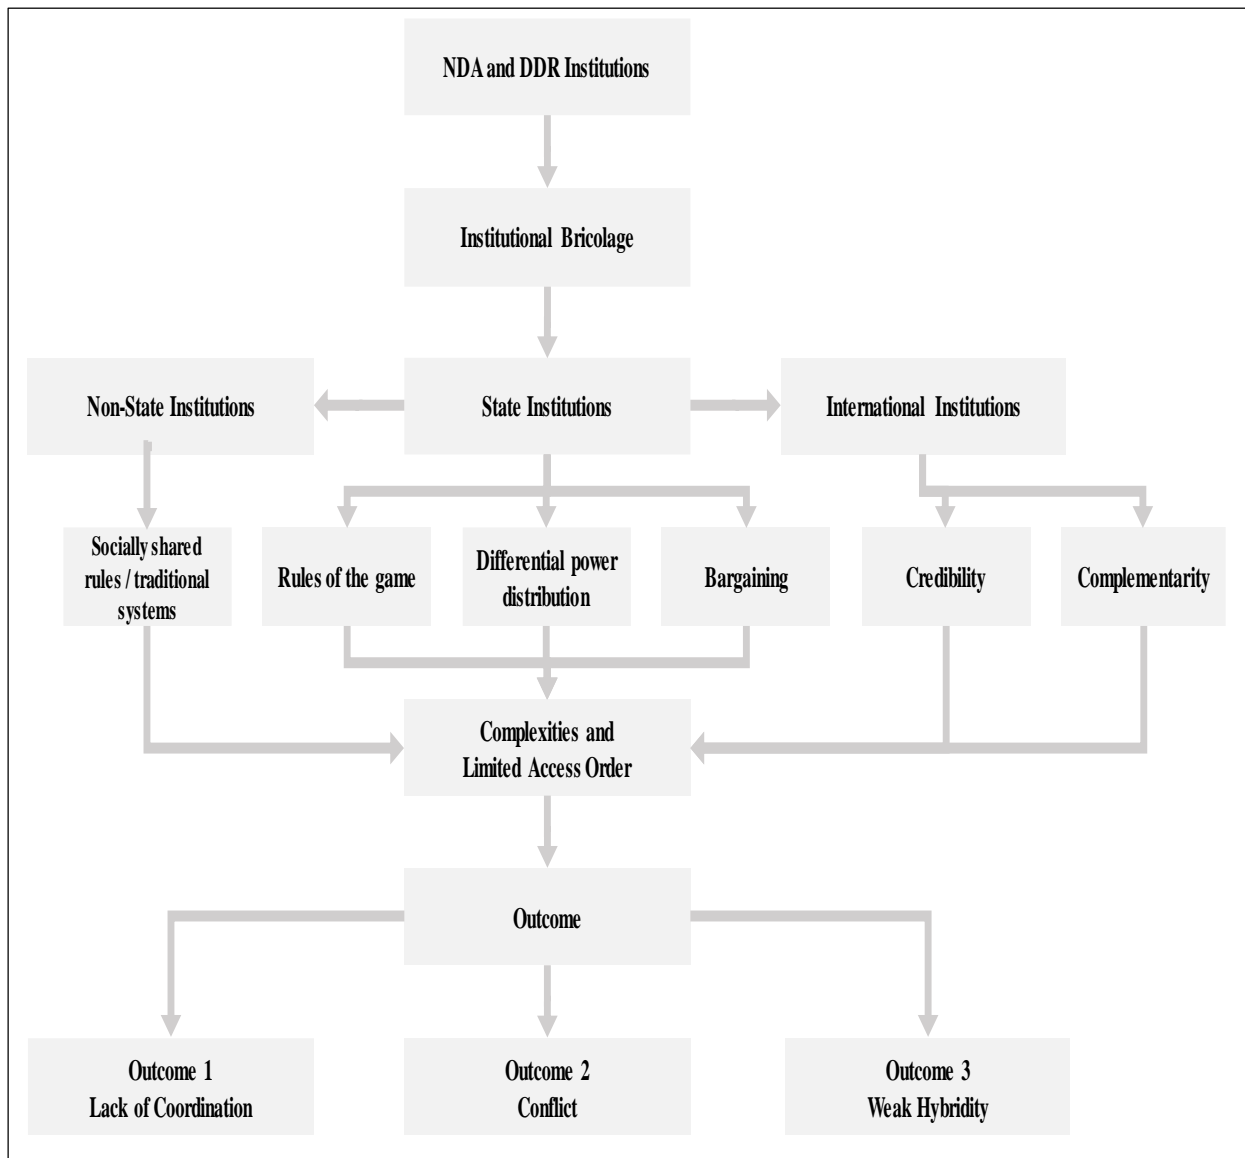 NDA and DDR Institutions
Institutional Bricolage
Non-State Institutions
State Institutions
International Institutions
Socially shared
rules / traditional
systems
Rules of the game
Differential power
distribution
Bargaining
Credibility
Complementarity
Complexities and
Limited Access Order
Outcome
Outcome 1
Lack of Coordination
Outcome 2
Conflict
Outcome 3
Weak Hybridity